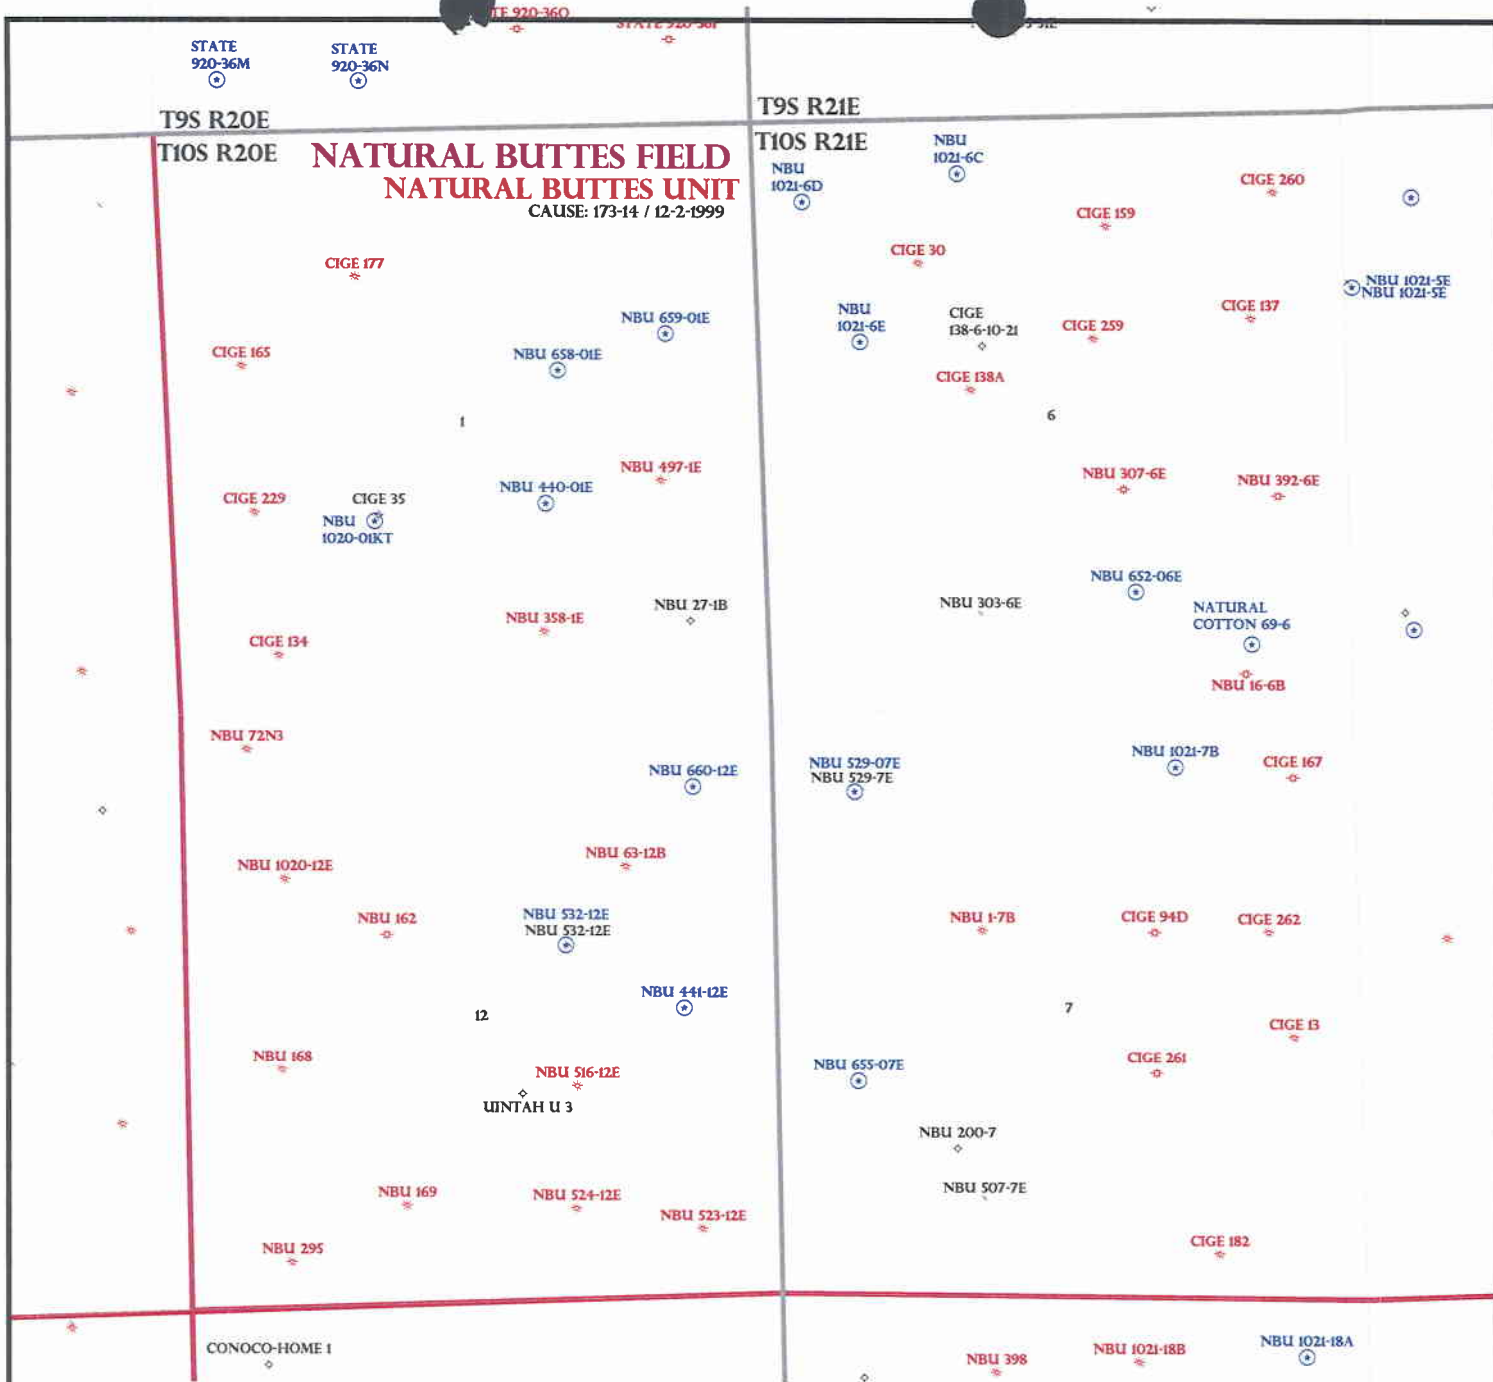 TE 920-36O
STATE 920-36P
STATE
920-36M
STATE
920-36N
T9S R20E
T9S R21E
T10S R20E
T10S R21E
NATURAL BUTTES FIELD
NATURAL BUTTES UNIT
CAUSE: 173-14 / 12-2-1999
NBU
1021-6D
NBU
1021-6C
CIGE 260
CIGE 159
CIGE 30
CIGE 177
NBU 1021-5E
NBU 1021-5E
NBU 659-01E
NBU
1021-6E
CIGE
138-6-10-21
CIGE 259
CIGE 137
CIGE 165
NBU 658-01E
CIGE 138A
1
6
NBU 497-1E
NBU 307-6E
NBU 392-6E
CIGE 229
CIGE 35
NBU
1020-01KT
NBU 440-01E
NBU 652-06E
NBU 358-1E
NBU 27-1B
NBU 303-6E
NATURAL
COTTON 69-6
CIGE 134
NBU 16-6B
NBU 72N3
NBU 660-12E
NBU 529-07E
NBU 529-7E
NBU 1021-7B
CIGE 167
NBU 1020-12E
NBU 63-12B
NBU 162
NBU 532-12E
NBU 532-12E
NBU 1-7B
CIGE 94D
CIGE 262
NBU 441-12E
12
7
CIGE 13
NBU 168
NBU 516-12E
NBU 655-07E
CIGE 261
UINTAH U 3
NBU 200-7
NBU 169
NBU 524-12E
NBU 507-7E
NBU 523-12E
NBU 295
CIGE 182
CONOCO-HOME 1
NBU 398
NBU 1021-18B
NBU 1021-18A